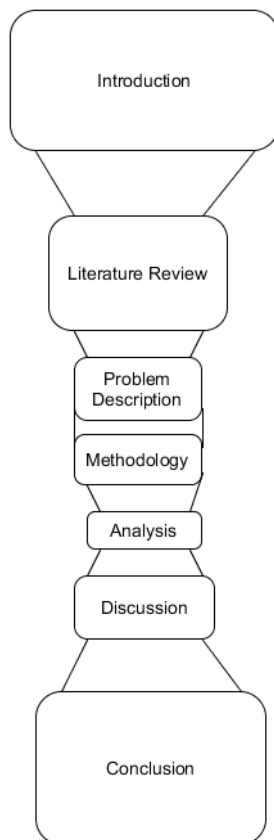 Introduction
Literature Review
Problem
Description
Methodology
Analysis
Discussion
Conclusion